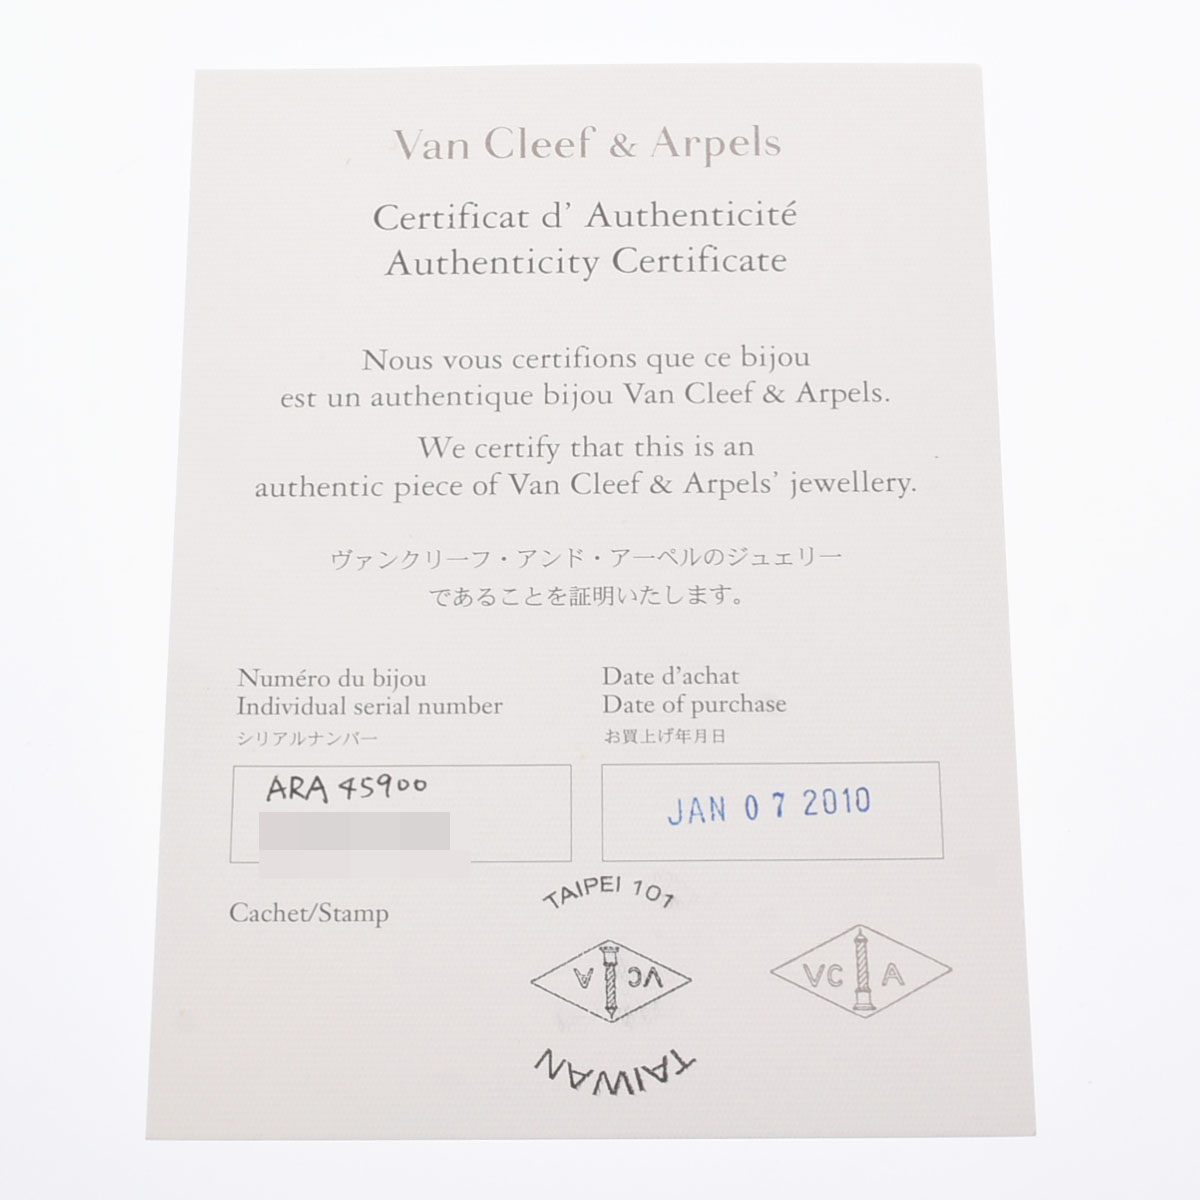 Van Cleef & Arpels
Certificat d' Authenticité
Authenticity Certificate
Nous vous certifions que ce bijou
est un authentique bijou Van Cleef & Arpels.
We certify that this is an
authentic piece of Van Cleef & Arpels' jewellery.
ヴァンクリーフ・アンド・アーペルのジュエリー
であることを証明いたします。
Numéro du bijou
Individual serial number
シリアルナンバー
ARA 45900
Date d'achat
Date of purchase
お買上げ年月日
JAN 07 2010
Cachet/Stamp
TAIPEI 101
VC A
TAIWAN
VC A